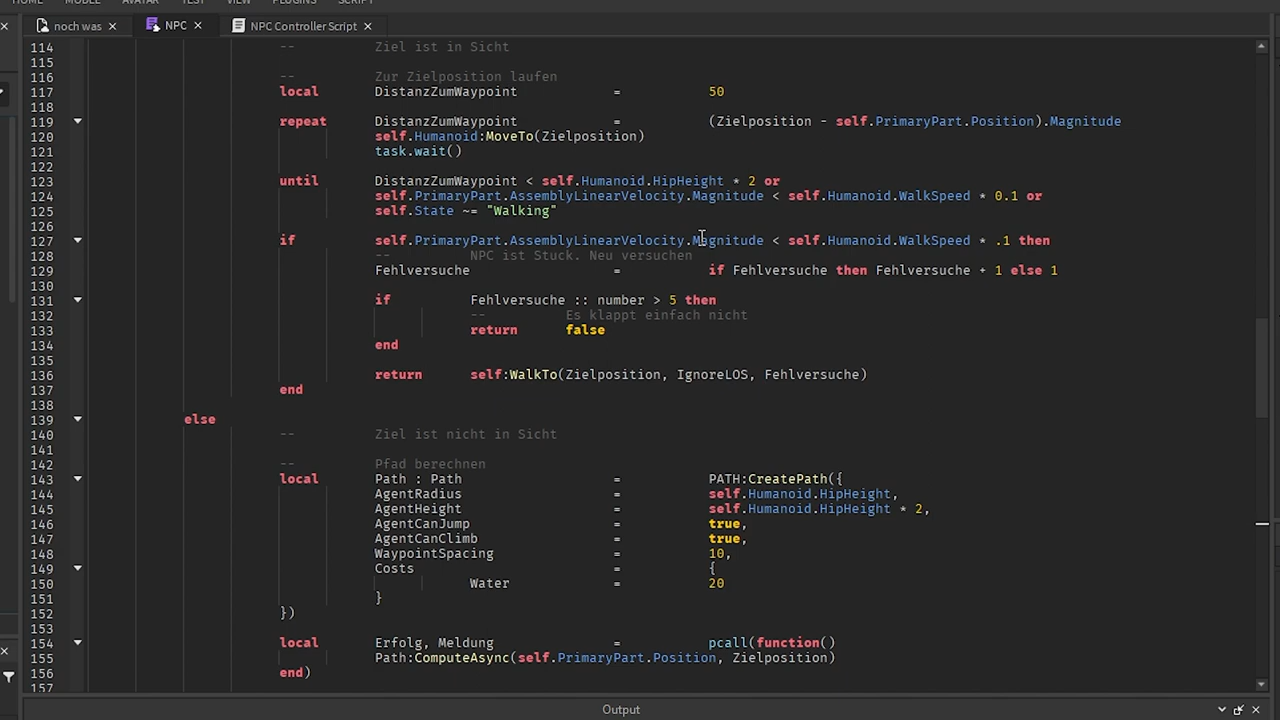 HOME MODEL AVATAR TEST VIEW PLUGINS SCRIPT
noch was NPC NPC Controller Script
114 -- Ziel ist in Sicht
115
116 -- Zur Zielposition laufen
117 local DistanzZumWaypoint = 50
118
119 repeat DistanzZumWaypoint = (Zielposition - self.PrimaryPart.Position).Magnitude
120 self.Humanoid:MoveTo(Zielposition)
121 task.wait()
122
123 until DistanzZumWaypoint < self.Humanoid.HipHeight * 2 or
124 self.PrimaryPart.AssemblyLinearVelocity.Magnitude < self.Humanoid.WalkSpeed * 0.1 or
125 self.State ~= "Walking"
126
127 if self.PrimaryPart.AssemblyLinearVelocity.Magnitude < self.Humanoid.WalkSpeed * .1 then
128 -- NPC ist Stuck. Neu versuchen
129 Fehlversuche = if Fehlversuche then Fehlversuche + 1 else 1
130
131 if Fehlversuche :: number > 5 then
132 -- Es klappt einfach nicht
133 return false
134 end
135
136 return self:WalkTo(Zielposition, IgnoreLOS, Fehlversuche)
137 end
138
139 else
140 -- Ziel ist nicht in Sicht
141
142 -- Pfad berechnen
143 local Path : Path = PATH:CreatePath({
144 AgentRadius = self.Humanoid.HipHeight,
145 AgentHeight = self.Humanoid.HipHeight * 2,
146 AgentCanJump = true,
147 AgentCanClimb = true,
148 WaypointSpacing = 10,
149 Costs = {
150 Water = 20
151 }
152 })
153
154 local Erfolg, Meldung = pcall(function()
155 Path:ComputeAsync(self.PrimaryPart.Position, Zielposition)
156 end)
157
Output